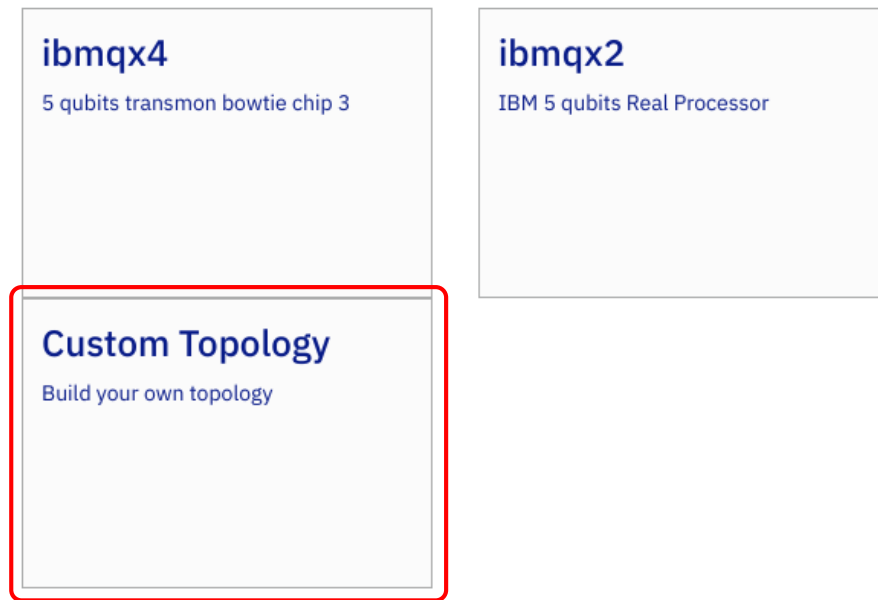 ibmqx4
5 qubits transmon bowtie chip 3
ibmqx2
IBM 5 qubits Real Processor
Custom Topology
Build your own topology